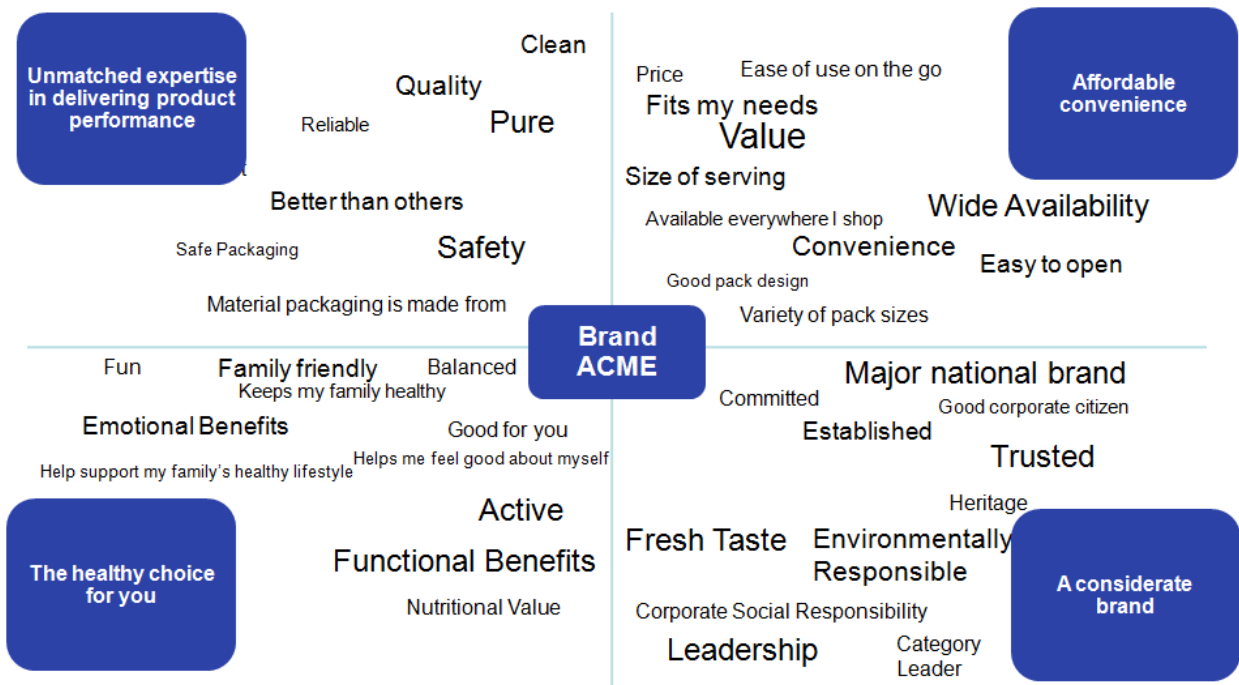 Unmatched expertise
in delivering product
performance
Clean
Quality
Reliable
Pure
Better than others
Safe Packaging
Safety
Material packaging is made from
Price
Ease of use on the go
Fits my needs
Value
Size of serving
Available everywhere I shop
Wide Availability
Convenience
Easy to open
Good pack design
Variety of pack sizes
Affordable
convenience
Brand
ACME
Fun
Family friendly
Balanced
Keeps my family healthy
Emotional Benefits
Good for you
Helps me feel good about myself
Help support my family's healthy lifestyle
Active
Functional Benefits
Nutritional Value
The healthy choice
for you
Major national brand
Committed
Good corporate citizen
Established
Trusted
Heritage
Fresh Taste
Environmentally
Responsible
Corporate Social Responsibility
Leadership
Category
Leader
A considerate
brand